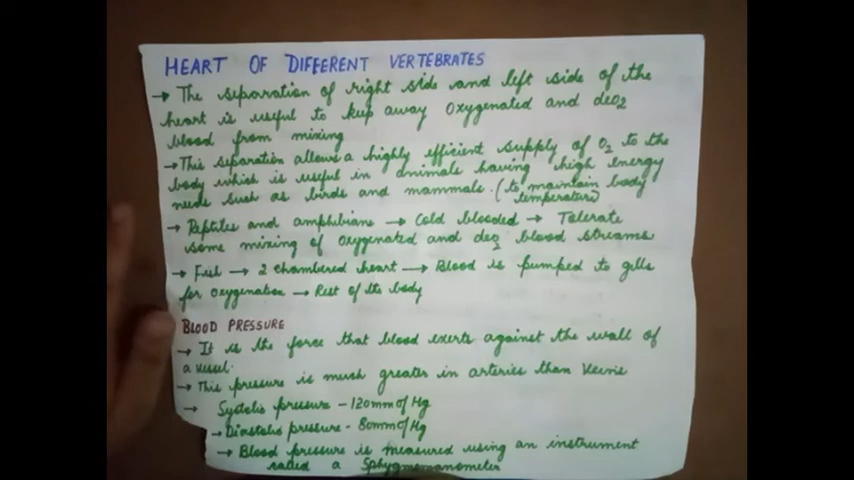 HEART OF DIFFERENT VERTEBRATES
→ The separation of right side and left side of the
heart is useful to keep away Oxygenated and deO2
blood from mixing
→ This separation allows a highly efficient supply of O2 to the
body which is useful in animals having high energy
needs such as birds and mammals. (to maintain body
temperature)
→ Reptiles and amphibians → Cold blooded → Tolerate
some mixing of oxygenated and deo2 blood streams
→ Fish → 2 chambered heart → Blood is pumped to gills
for oxygenation → Rest of the body
BLOOD PRESSURE
→ It is the force that blood exerts against the wall of
a vessel.
→ This pressure is much greater in arteries than Veins
→ Systolic pressure - 120mm of Hg
→ Diastolic pressure - 80mm of Hg
→ Blood pressure is measured using an instrument
called a Sphygmomanometer